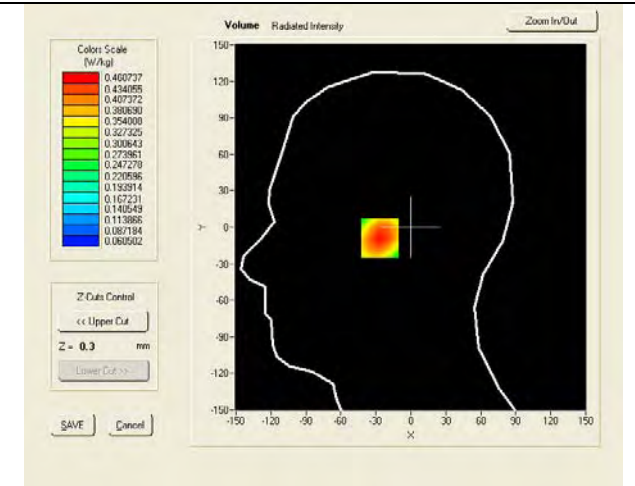 Volume Radiated Intensity
Zoom In/Out
Colors Scale
(W/kg)
0.460737
0.434055
0.407372
0.380690
0.354008
0.327325
0.300643
0.273961
0.247278
0.220596
0.193914
0.167231
0.140549
0.113866
0.087184
0.060502
Z-Cuts Control
<< Upper Cut
Z = 0.3 mm
Lower Cut >>
SAVE Cancel
150
120
90
60
30
0
-30
-60
-90
-120
-150
Y
-150 -120 -90 -60 -30 0 30 60 90 120 150
X